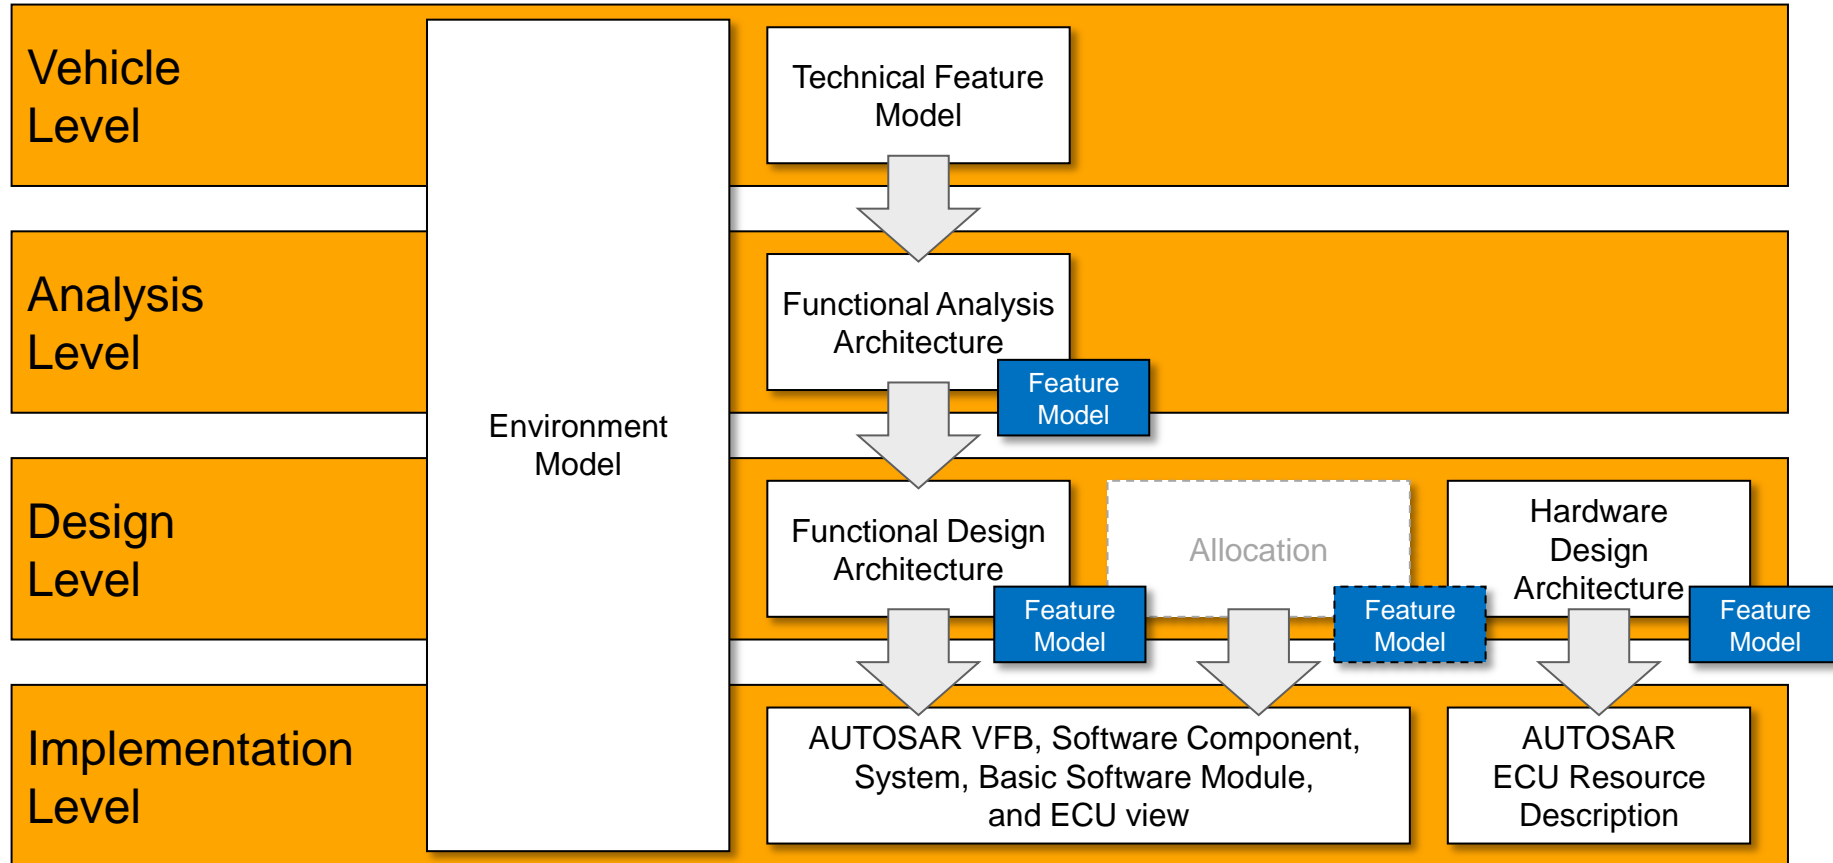 Vehicle
Level
Technical Feature
Model
Analysis
Level
Functional Analysis
Architecture
Feature
Model
Environment
Model
Design
Level
Functional Design
Architecture
Feature
Model
Allocation
Feature
Model
Hardware
Design
Architecture
Feature
Model
Implementation
Level
AUTOSAR VFB, Software Component,
System, Basic Software Module,
and ECU view
AUTOSAR
ECU Resource
Description